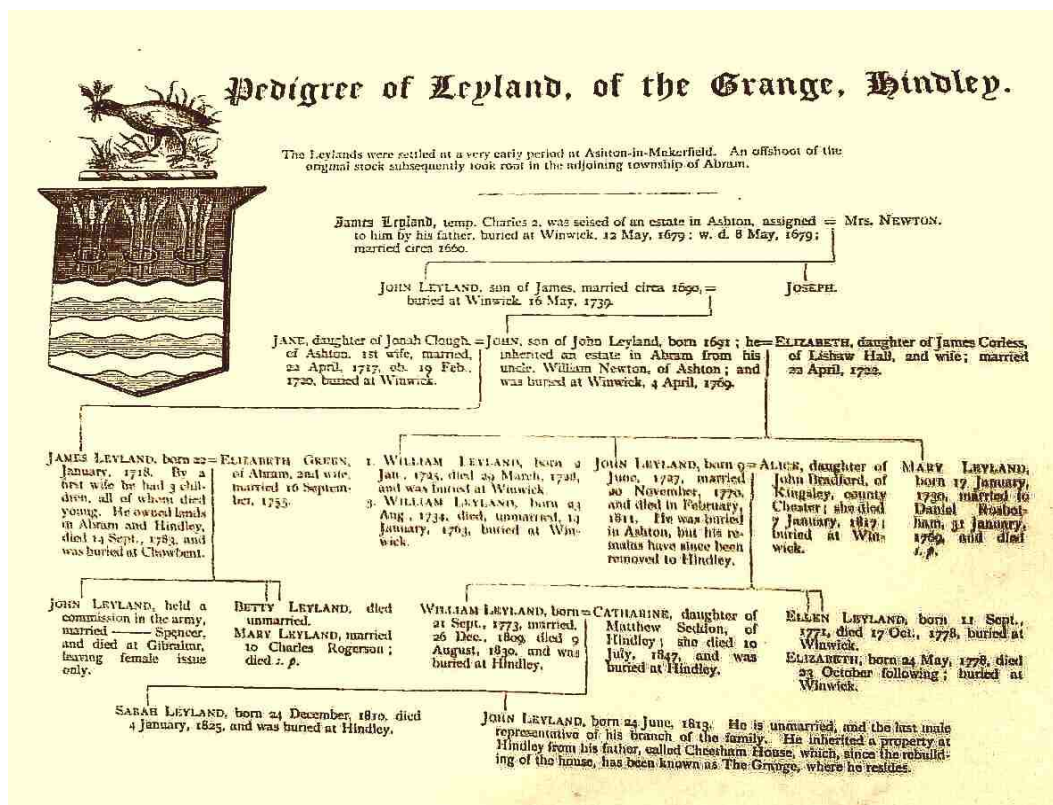 Pedigree of Leyland, of the Grange, Hindley.
The Leylands were settled at a very early period at Ashton-in-Makerfield. An offshoot of the
original stock subsequently took root in the adjoining township of Abram.
James Leyland, temp. Charles 2, was seised of an estate in Ashton, assigned = Mrs. NEWTON.
to him by his father, buried at Winwick, 12 May, 1679; w. d. 8 May, 1679;
married circa 1660.
JOHN LEYLAND, son of James, married circa 1690, =
buried at Winwick 16 May, 1739.
JOSEPH.
JANE, daughter of Jonah Clough,
of Ashton. 1st wife, married,
22 April, 1717, ob. 19 Feb.,
1720, buried at Winwick.
=JOHN, son of John Leyland, born 1691; he
inherited an estate in Abram from his
uncle, William Newton, of Ashton; and
was buried at Winwick, 4 April, 1769.
=ELIZABETH, daughter of James Corless,
of Lishaw Hall, 2nd wife; married
22 April, 1722.
JAMES LEYLAND, born 22
January, 1718. By a
first wife he had 3 chil-
dren, all of whom died
young. He owned lands
in Abram and Hindley,
died 14 Sept., 1783, and
was buried at Chowbent.
=ELIZABETH GREEN,
of Abram, 2nd wife,
married 16 Septem-
ber, 1755.
1. WILLIAM LEYLAND, born 2
Jan., 1725, died 29 March, 1728,
and was buried at Winwick.
3. WILLIAM LEYLAND, born 23
Aug., 1734, died, unmarried, 14
January, 1763, buried at Win-
wick.
JOHN LEYLAND, born 9
June, 1727, married
20 November, 1770,
and died in February,
1811. He was buried
in Ashton, but his re-
mains have since been
removed to Hindley.
=ALICE, daughter of
John Bradford, of
Kingsley, county
Chester; she died
7 January, 1817;
buried at Win-
wick.
MARY LEYLAND,
born 17 January,
1730, married to
Daniel Rosbot-
ham, 31 January,
1769, and died
s. p.
JOHN LEYLAND, held a
commission in the army,
married —— Spencer,
and died at Gibraltar,
leaving female issue
only.
BETTY LEYLAND, died
unmarried.
MARY LEYLAND, married
to Charles Rogerson;
died s. p.
WILLIAM LEYLAND, born
21 Sept., 1773, married,
26 Dec., 1809, died 9
August, 1830, and was
buried at Hindley.
=CATHARINE, daughter of
Matthew Seddon, of
Hindley; she died 10
July, 1847, and was
buried at Hindley.
ELLEN LEYLAND, born 11 Sept.,
1771, died 17 Oct., 1778, buried at
Winwick.
ELIZABETH, born 24 May, 1778, died
23 October following; buried at
Winwick.
SARAH LEYLAND, born 24 December, 1810, died
4 January, 1825, and was buried at Hindley.
JOHN LEYLAND, born 24 June, 1813. He is unmarried, and the last male
representative of his branch of the family. He inherited a property at
Hindley from his father, called Cheesham House, which, since the rebuild-
ing of the house, has been known as The Grange, where he resides.